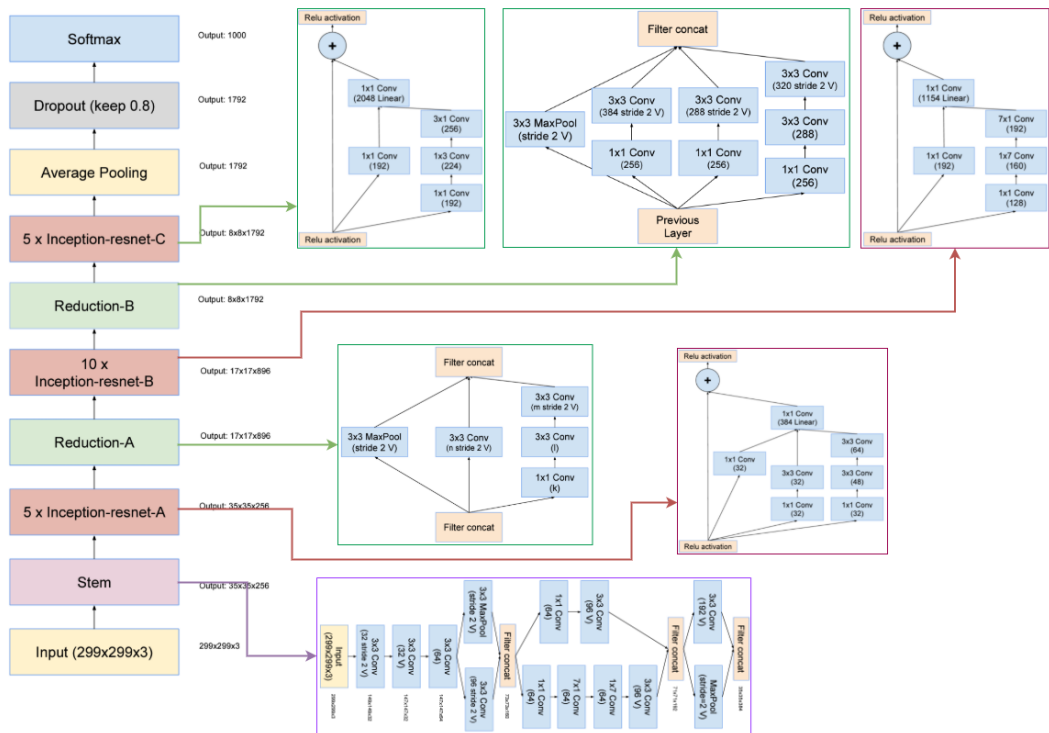 Softmax
Output: 1000
Dropout (keep 0.8)
Output: 1792
Average Pooling
Output: 1792
5 x Inception-resnet-C
Output: 8x8x1792
Reduction-B
Output: 8x8x1792
10 x
Inception-resnet-B
Output: 17x17x896
Reduction-A
Output: 17x17x896
5 x Inception-resnet-A
Output: 35x35x256
Stem
Output: 35x35x256
Input (299x299x3)
299x299x3
Relu activation
+
1x1 Conv
(2048 Linear)
3x1 Conv
(256)
1x1 Conv
(192)
1x3 Conv
(224)
1x1 Conv
(192)
Relu activation
Filter concat
3x3 MaxPool
(stride 2 V)
3x3 Conv
(384 stride 2 V)
3x3 Conv
(288 stride 2 V)
3x3 Conv
(320 stride 2 V)
3x3 Conv
(288)
1x1 Conv
(256)
1x1 Conv
(256)
1x1 Conv
(256)
Previous
Layer
Relu activation
+
1x1 Conv
(1154 Linear)
7x1 Conv
(192)
1x1 Conv
(192)
1x7 Conv
(160)
1x1 Conv
(128)
Relu activation
Filter concat
3x3 MaxPool
(stride 2 V)
3x3 Conv
(n stride 2 V)
3x3 Conv
(m stride 2 V)
3x3 Conv
(l)
1x1 Conv
(k)
Filter concat
Relu activation
+
1x1 Conv
(384 Linear)
1x1 Conv
(32)
3x3 Conv
(32)
1x1 Conv
(32)
3x3 Conv
(64)
3x3 Conv
(48)
1x1 Conv
(32)
Relu activation
Input
(299x299x3)
299x299x3
3x3 Conv
(32 stride 2 V)
149x149x32
3x3 Conv
(32 V)
147x147x32
3x3 Conv
(64)
147x147x64
3x3 MaxPool
(stride 2 V)
3x3 Conv
(96 stride 2 V)
Filter concat
73x73x160
1x1 Conv
(64)
3x3 Conv
(96 V)
1x1 Conv
(64)
7x1 Conv
(64)
1x7 Conv
(64)
3x3 Conv
(96 V)
Filter concat
71x71x192
3x3 Conv
(192 V)
MaxPool
(stride=2 V)
Filter concat
35x35x384